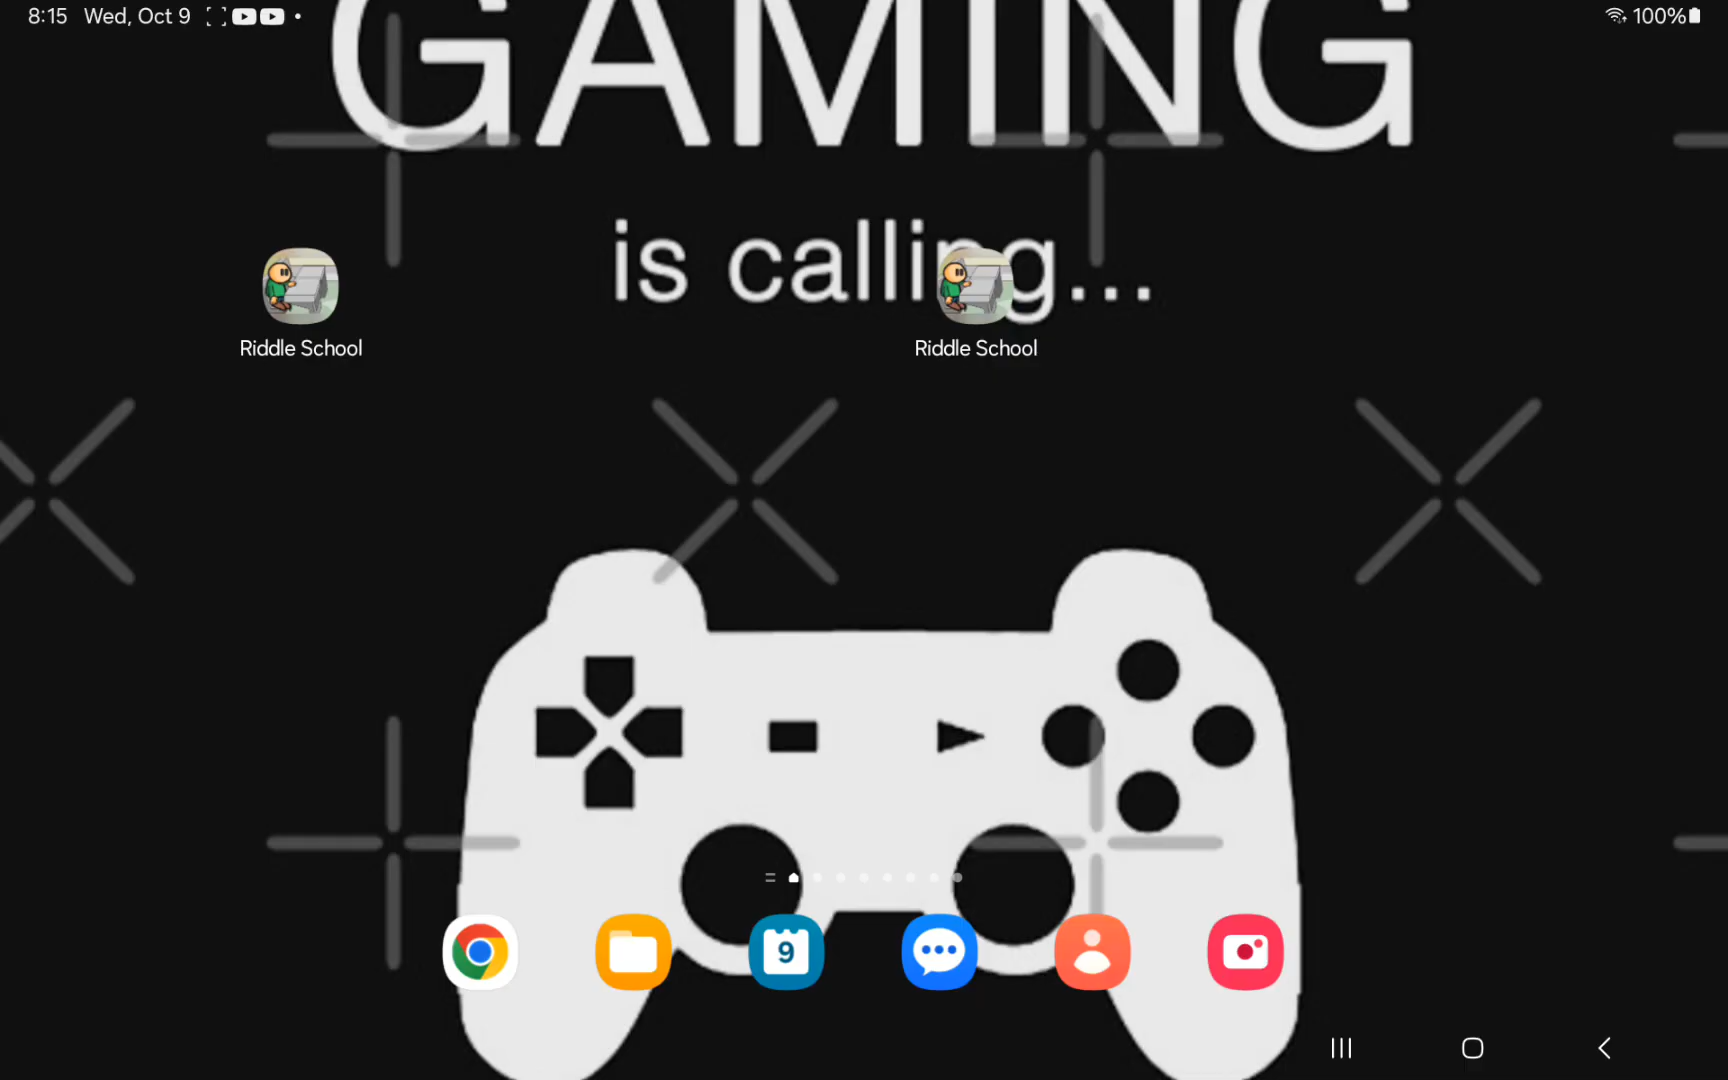 8:15 Wed, Oct 9
100%
GAMING
is calling...
Riddle School
Riddle School
9